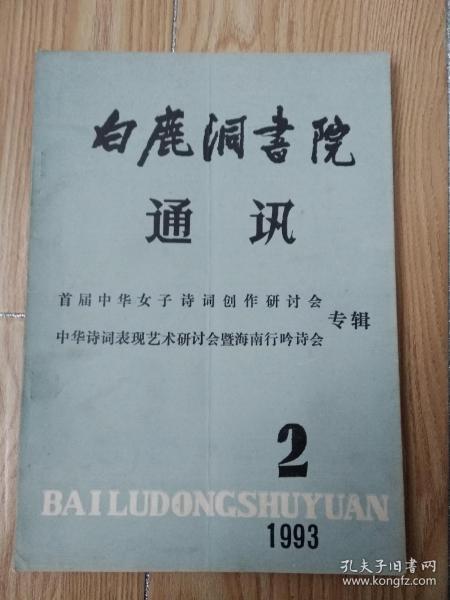 白鹿洞書院
通讯
首届中华女子诗词创作研讨会
中华诗词表现艺术研讨会暨海南行吟诗会
专辑
2
BAILUDONGSHUYUAN
1993
孔夫子旧书网
www.kongfz.com